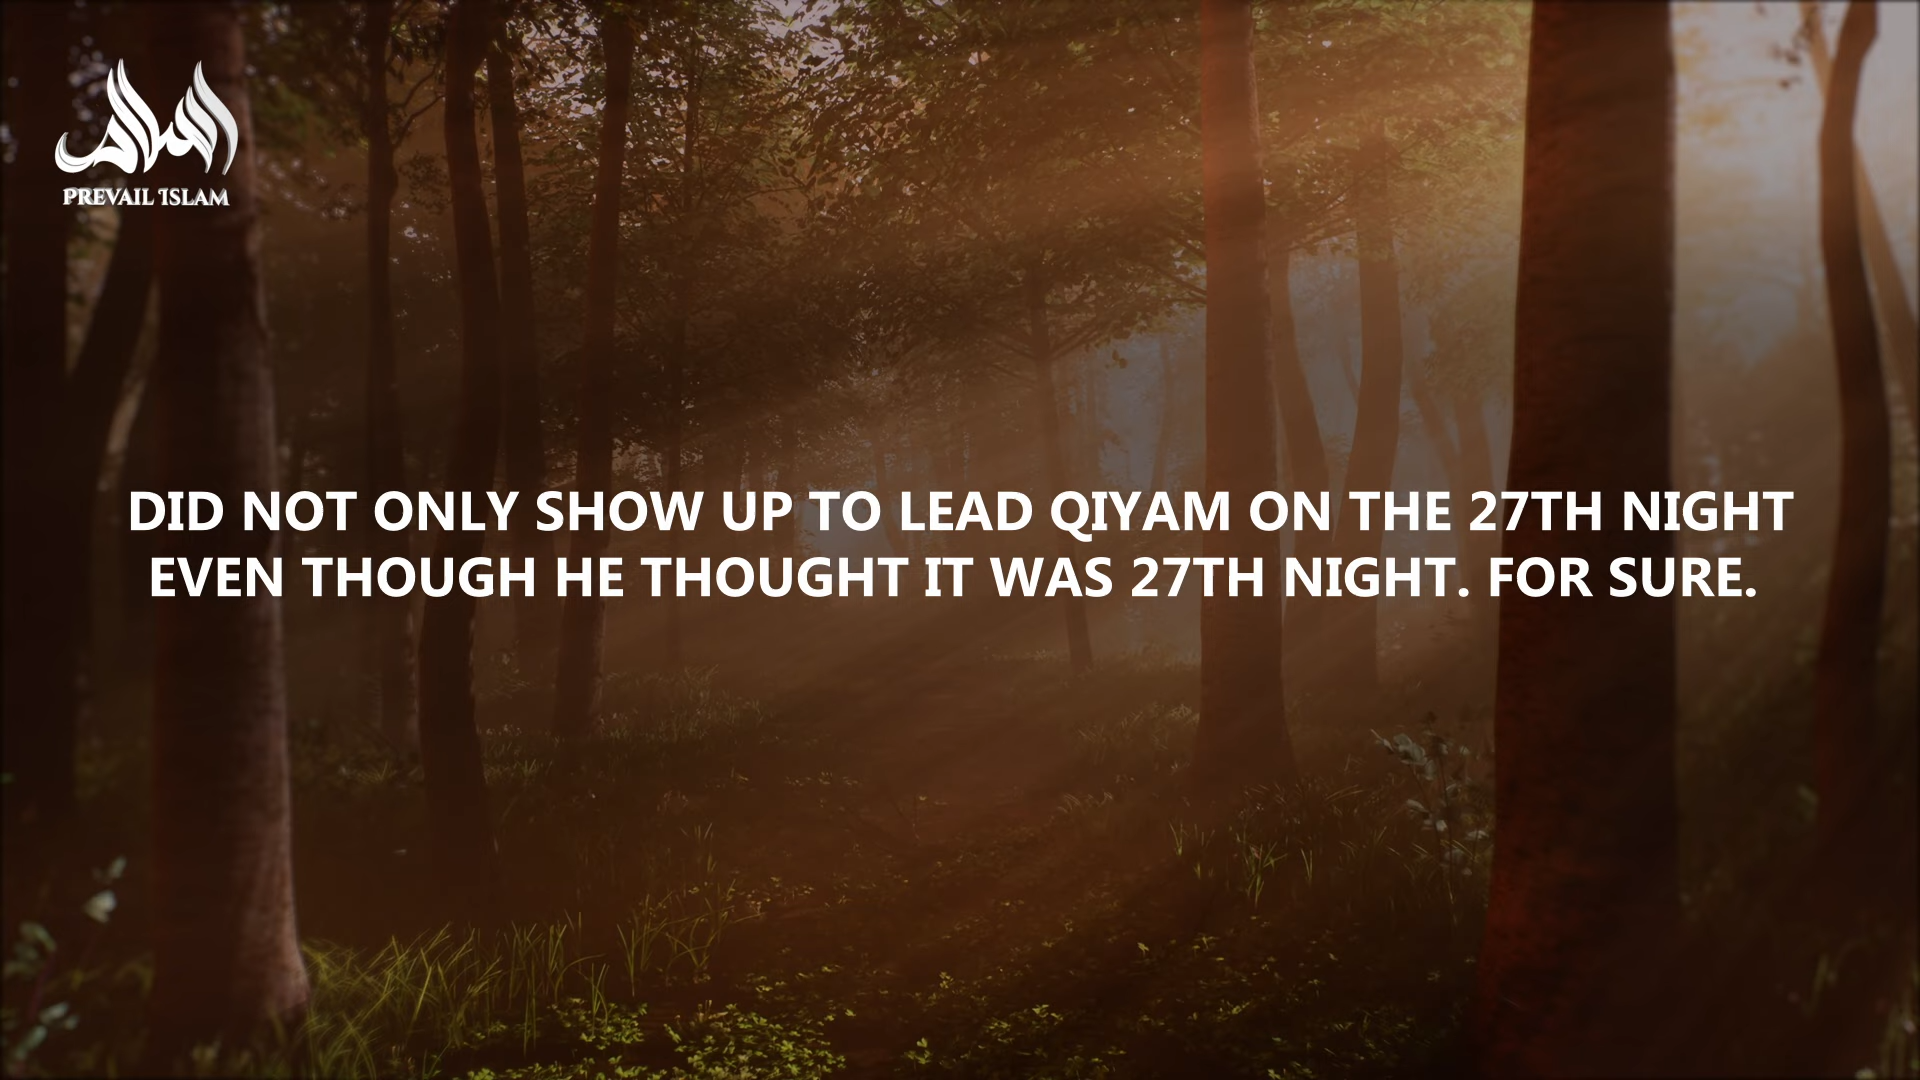 السلام
PREVAIL ISLAM
DID NOT ONLY SHOW UP TO LEAD QIYAM ON THE 27TH NIGHT
EVEN THOUGH HE THOUGHT IT WAS 27TH NIGHT. FOR SURE.